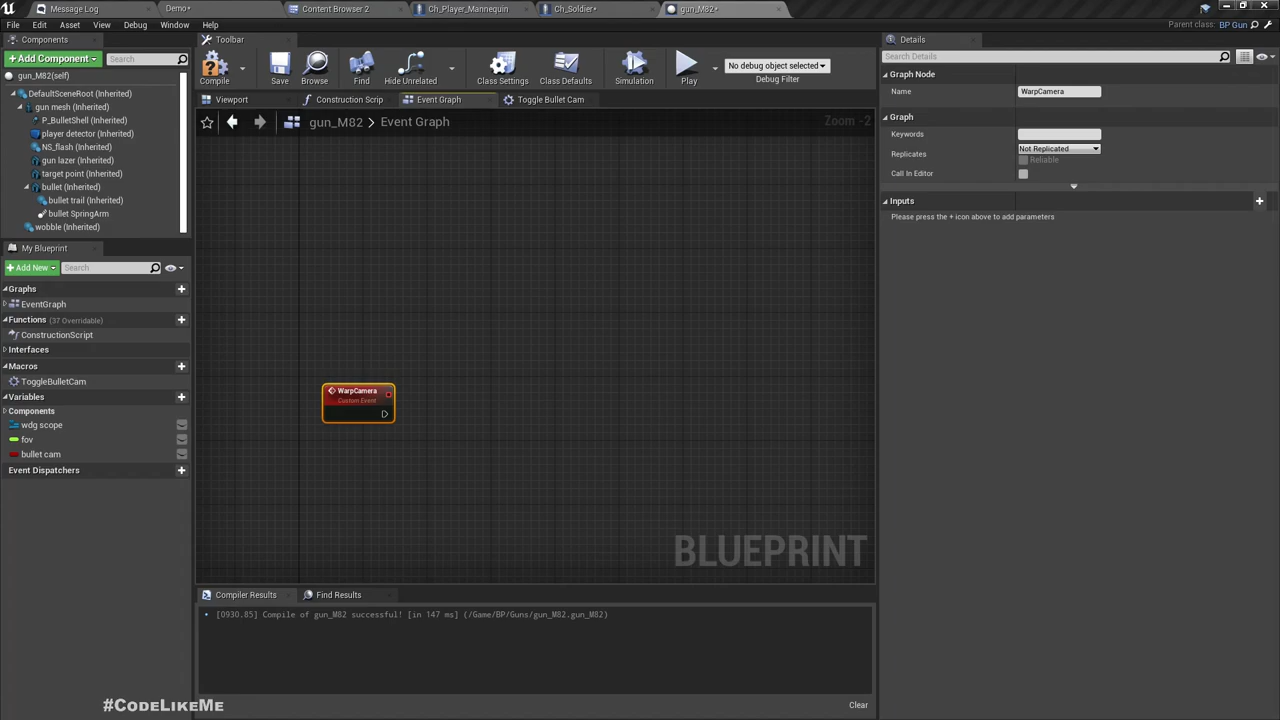 Message Log
Demo•
Content Browser 2
Ch_Player_Mannequin
Ch_Soldier•
gun_M82•
File Edit Asset View Debug Window Help
Parent class: BP Gun
Components
+ Add Component
Search
gun_M82(self)
DefaultSceneRoot (Inherited)
gun mesh (Inherited)
P_BulletShell (Inherited)
player detector (Inherited)
NS_flash (Inherited)
gun lazer (Inherited)
target point (Inherited)
bullet (Inherited)
bullet trail (Inherited)
bullet SpringArm
wobble (Inherited)
My Blueprint
+ Add New
Search
Graphs
EventGraph
Functions (37 Overridable)
ConstructionScript
Interfaces
Macros
ToggleBulletCam
Variables
Components
wdg scope
fov
bullet cam
Event Dispatchers
Toolbar
Compile
Save
Browse
Find
Hide Unrelated
Class Settings
Class Defaults
Simulation
Play
No debug object selected
Debug Filter
Viewport
Construction Scrip
Event Graph
Toggle Bullet Cam
gun_M82 > Event Graph
Zoom -2
WarpCamera
Custom Event
BLUEPRINT
Compiler Results
Find Results
[0930.85] Compile of gun_M82 successful! [in 147 ms] (/Game/BP/Guns/gun_M82.gun_M82)
Clear
Details
Search Details
Graph Node
Name WarpCamera
Graph
Keywords
Replicates Not Replicated
Reliable
Call In Editor
Inputs
Please press the + icon above to add parameters
#CodeLikeMe